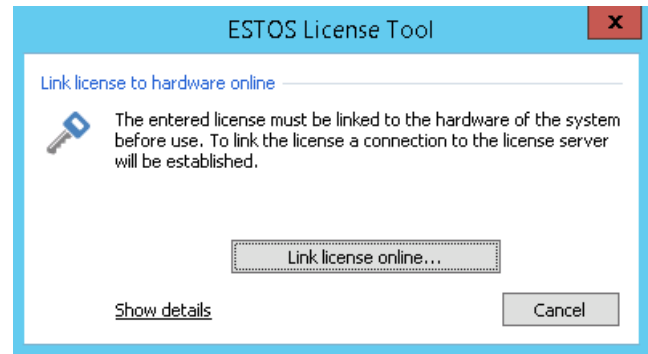 ESTOS License Tool
x
Link license to hardware online
The entered license must be linked to the hardware of the system
before use. To link the license a connection to the license server
will be established.
Link license online...
Show details
Cancel